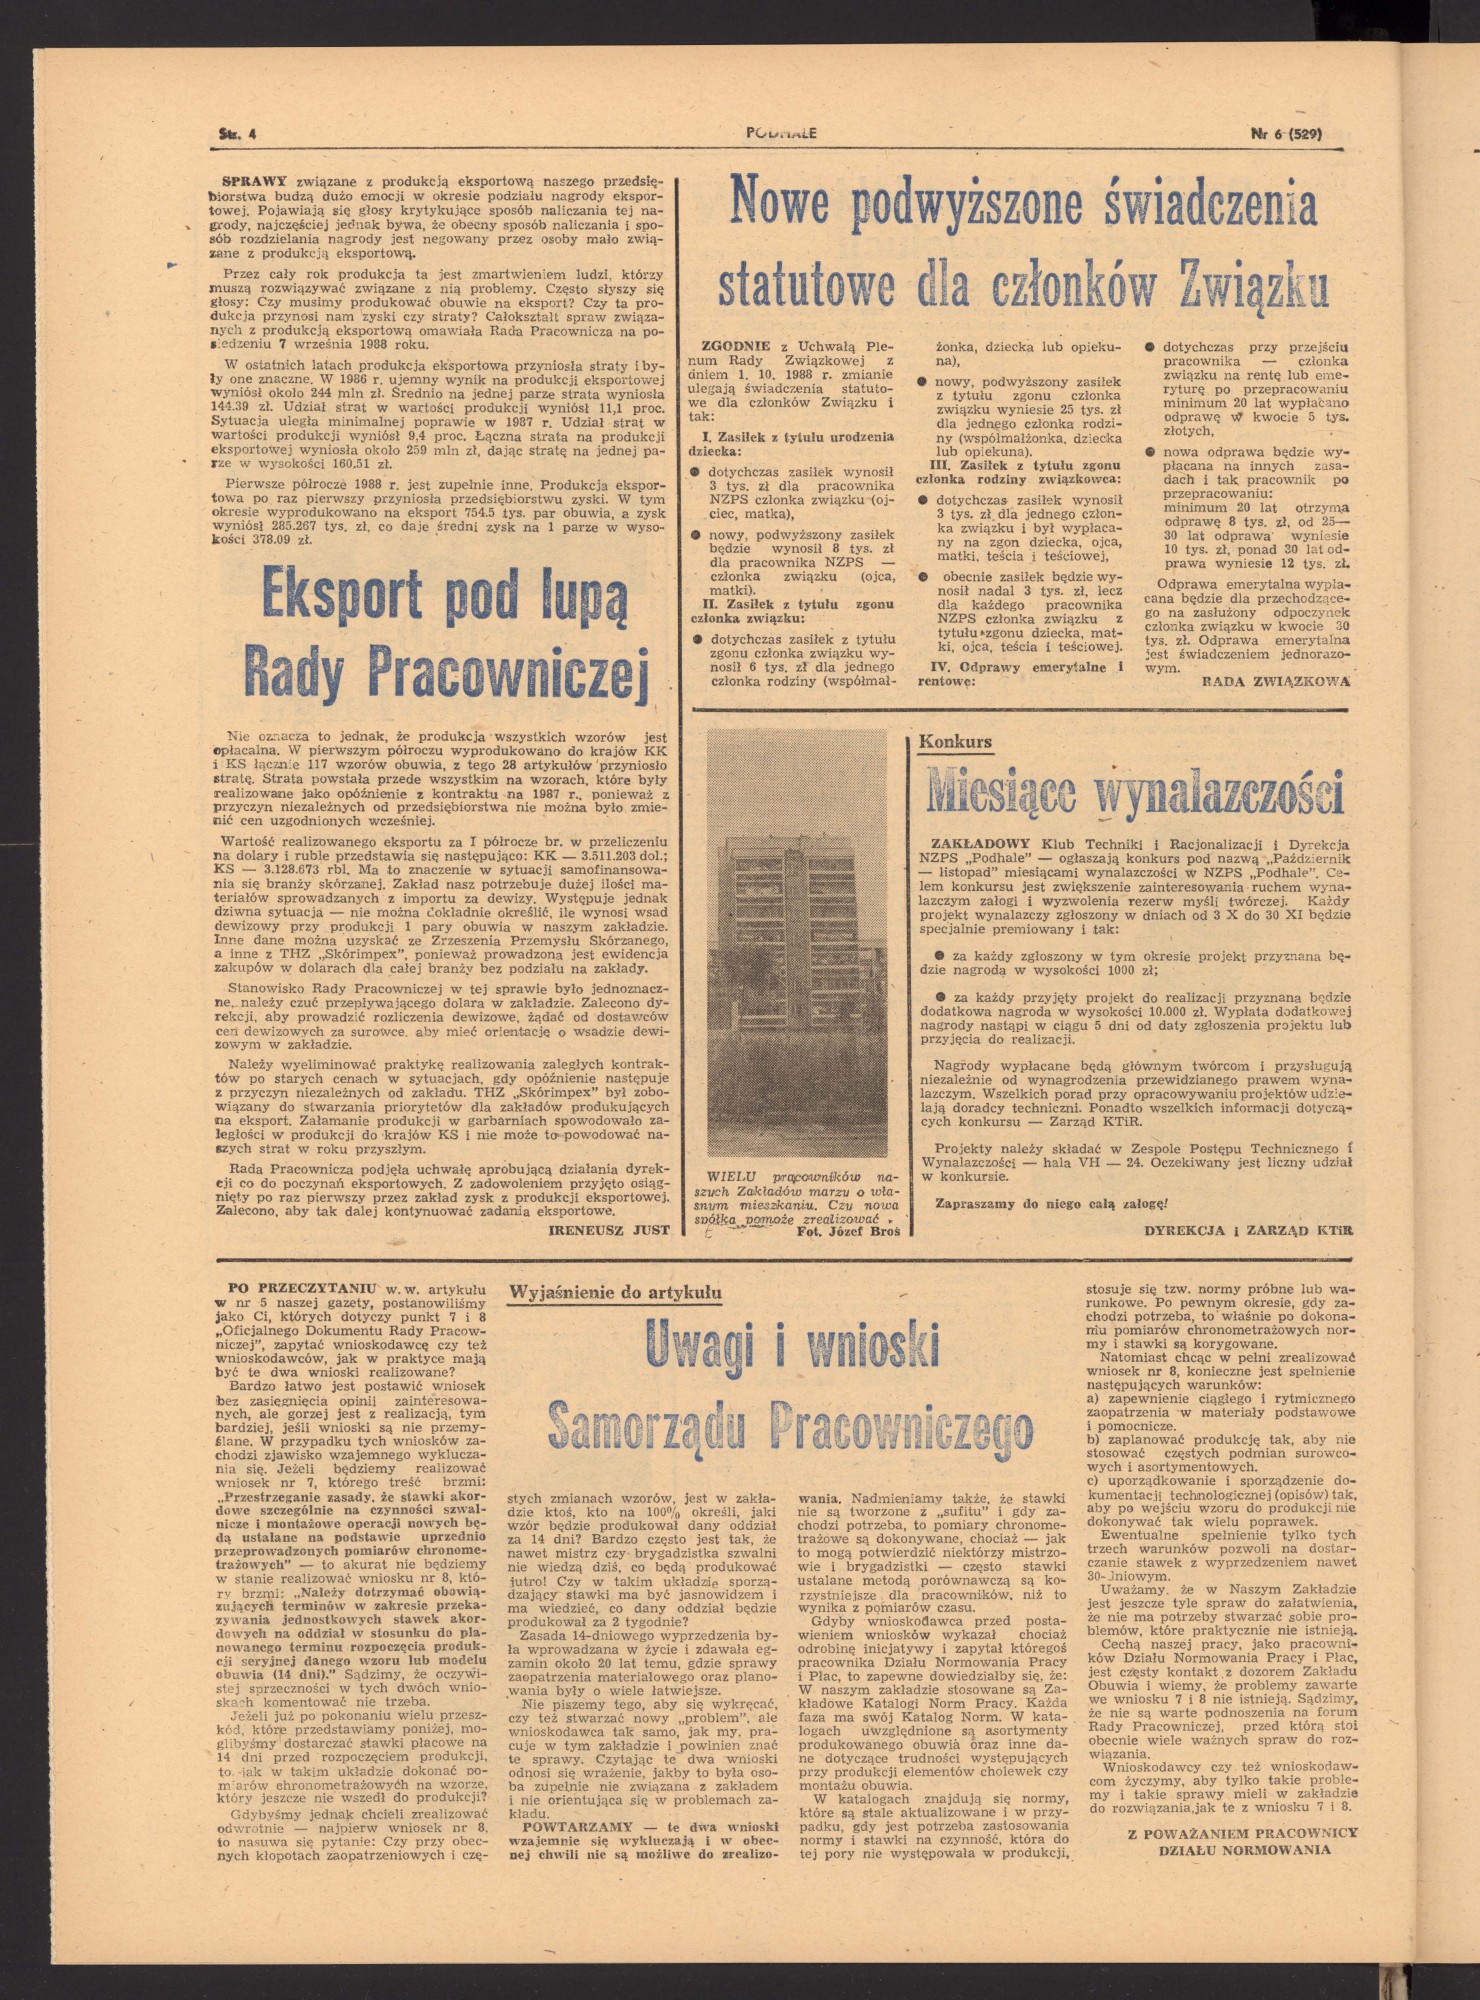 Str. 4
PODHALE
Nr 6 (529)
SPRAWY związane z produkcją eksportową naszego przedsię-
biorstwa budzą dużo emocji w okresie podziału nagrody ekspor-
towej. Pojawiają się głosy krytykujące sposób naliczania tej na-
grody, najczęściej jednak bywa, że obecny sposób naliczania i spo-
sób rozdzielania nagrody jest negowany przez osoby mało zwią-
zane z produkcją eksportową.
Przez cały rok produkcja ta jest zmartwieniem ludzi, którzy
muszą rozwiązywać związane z nią problemy. Często słyszy się
głosy: Czy musimy produkować obuwie na eksport? Czy ta pro-
dukcja przynosi nam zyski czy straty? Całokształt spraw związa-
nych z produkcją eksportową omawiała Rada Pracownicza na po-
siedzeniu 7 września 1988 roku.
W ostatnich latach produkcja eksportowa przyniosła straty i by-
ły one znaczne. W 1986 r. ujemny wynik na produkcji eksportowej
wyniósł około 244 mln zł. Średnio na jednej parze strata wyniosła
144.39 zł. Udział strat w wartości produkcji wyniósł 11,1 proc.
Sytuacja uległa minimalnej poprawie w 1987 r. Udział strat w
wartości produkcji wyniósł 9,4 proc. Łączna strata na produkcji
eksportowej wyniosła około 259 mln zł, dając stratę na jednej pa-
rze w wysokości 160,51 zł.
Pierwsze półrocze 1988 r. jest zupełnie inne. Produkcja ekspor-
towa po raz pierwszy przyniosła przedsiębiorstwu zyski. W tym
okresie wyprodukowano na eksport 754.5 tys. par obuwia, a zysk
wyniósł 285.267 tys. zł, co daje średni zysk na 1 parze w wyso-
kości 378.09 zł.
Eksport pod lupą
Rady Pracowniczej
Nie oznacza to jednak, że produkcja wszystkich wzorów jest
opłacalna. W pierwszym półroczu wyprodukowano do krajów KK
i KS łącznie 117 wzorów obuwia, z tego 28 artykułów przyniosło
stratę. Strata powstała przede wszystkim na wzorach, które były
realizowane jako opóźnienie z kontraktu na 1987 r., ponieważ z
przyczyn niezależnych od przedsiębiorstwa nie można było zmie-
nić cen uzgodnionych wcześniej.
Wartość realizowanego eksportu za I półrocze br. w przeliczeniu
na dolary i ruble przedstawia się następująco: KK — 3.511.203 dol.;
KS — 3.128.673 rbl. Ma to znaczenie w sytuacji samofinansowa-
nia się branży skórzanej. Zakład nasz potrzebuje dużej ilości ma-
teriałów sprowadzanych z importu za dewizy. Występuje jednak
dziwna sytuacja — nie można dokładnie określić, ile wynosi wsad
dewizowy przy produkcji 1 pary obuwia w naszym zakładzie.
Inne dane można uzyskać ze Zrzeszenia Przemysłu Skórzanego,
a inne z THZ „Skórimpex”, ponieważ prowadzona jest ewidencja
zakupów w dolarach dla całej branży bez podziału na zakłady.
Stanowisko Rady Pracowniczej w tej sprawie było jednoznacz-
ne, należy czuć przepływającego dolara w zakładzie. Zalecono dy-
rekcji, aby prowadzić rozliczenia dewizowe, żądać od dostawców
cen dewizowych za surowce, aby mieć orientację o wsadzie dewi-
zowym w zakładzie.
Należy wyeliminować praktykę realizowania zaległych kontrak-
tów po starych cenach w sytuacjach, gdy opóźnienie następuje
z przyczyn niezależnych od zakładu. THZ „Skórimpex” był zobo-
wiązany do stwarzania priorytetów dla zakładów produkujących
na eksport. Załamanie produkcji w garbarniach spowodowało za-
ległości w produkcji do krajów KS i nie może to powodować na-
szych strat w roku przyszłym.
Rada Pracownicza podjęła uchwałę aprobującą działania dyrek-
cji co do poczynań eksportowych. Z zadowoleniem przyjęto osiąg-
nięty po raz pierwszy przez zakład zysk z produkcji eksportowej.
Zalecono, aby tak dalej kontynuować zadania eksportowe.
IRENEUSZ JUST
Nowe podwyższone świadczenia
statutowe dla członków Związku
ZGODNIE z Uchwałą Ple-
num Rady Związkowej z
dniem 1. 10. 1988 r. zmianie
ulegają świadczenia statuto-
we dla członków Związku i
tak:
I. Zasiłek z tytułu urodzenia
dziecka:
● dotychczas zasiłek wynosił
3 tys. zł dla pracownika
NZPS członka związku (oj-
ciec, matka),
● nowy, podwyższony zasiłek
będzie wynosił 8 tys. zł
dla pracownika NZPS —
członka związku (ojca,
matki).
II. Zasiłek z tytułu zgonu
członka związku:
● dotychczas zasiłek z tytułu
zgonu członka związku wy-
nosił 6 tys. zł dla jednego
członka rodziny (współmał-
żonka, dziecka lub opieku-
na),
● nowy, podwyższony zasiłek
z tytułu zgonu członka
związku wyniesie 25 tys. zł
dla jednego członka rodzi-
ny (współmałżonka, dziecka
lub opiekuna).
III. Zasiłek z tytułu zgonu
członka rodziny związkowca:
● dotychczas zasiłek wynosił
3 tys. zł dla jednego człon-
ka związku i był wypłaca-
ny na zgon dziecka, ojca,
matki, teścia i teściowej,
● obecnie zasiłek będzie wy-
nosił nadal 3 tys. zł, lecz
dla każdego pracownika
NZPS członka związku z
tytułu zgonu dziecka, mat-
ki, ojca, teścia i teściowej.
IV. Odprawy emerytalne i
rentowe:
● dotychczas przy przejściu
pracownika — członka
związku na rentę lub eme-
ryturę po przepracowaniu
minimum 20 lat wypłacano
odprawę w kwocie 5 tys.
złotych,
● nowa odprawa będzie wy-
płacana na innych zasa-
dach i tak pracownik po
przepracowaniu:
minimum 20 lat otrzyma
odprawę 8 tys. zł, od 25—
30 lat odprawa wyniesie
10 tys. zł, ponad 30 lat od-
prawa wyniesie 12 tys. zł.
Odprawa emerytalna wypła-
cana będzie dla przechodzące-
go na zasłużony odpoczynek
członka związku w kwocie 30
tys. zł. Odprawa emerytalna
jest świadczeniem jednorazo-
wym.
RADA ZWIĄZKOWA
WIELU pracowników na-
szych Zakładów marzy o wła-
snym mieszkaniu. Czy nowa
spółka pomoże zrealizować
Fot. Józef Broś
Konkurs
Miesiące wynalazczości
ZAKŁADOWY Klub Techniki i Racjonalizacji i Dyrekcja
NZPS „Podhale” — ogłaszają konkurs pod nazwą „Październik
— listopad” miesiącami wynalazczości w NZPS „Podhale”. Ce-
lem konkursu jest zwiększenie zainteresowania ruchem wyna-
lazczym załogi i wyzwolenia rezerw myśli twórczej. Każdy
projekt wynalazczy zgłoszony w dniach od 3 X do 30 XI będzie
specjalnie premiowany i tak:
● za każdy zgłoszony w tym okresie projekt przyznana bę-
dzie nagroda w wysokości 1000 zł;
● za każdy przyjęty projekt do realizacji przyznana będzie
dodatkowa nagroda w wysokości 10.000 zł. Wypłata dodatkowej
nagrody nastąpi w ciągu 5 dni od daty zgłoszenia projektu lub
przyjęcia do realizacji.
Nagrody wypłacane będą głównym twórcom i przysługują
niezależnie od wynagrodzenia przewidzianego prawem wyna-
lazczym. Wszelkich porad przy opracowywaniu projektów udzie-
lają doradcy techniczni. Ponadto wszelkich informacji dotyczą-
cych konkursu — Zarząd KTiR.
Projekty należy składać w Zespole Postępu Technicznego i
Wynalazczości — hala VH — 24. Oczekiwany jest liczny udział
w konkursie.
Zapraszamy do niego całą załogę!
DYREKCJA i ZARZĄD KTiR
PO PRZECZYTANIU w. w. artykułu
w nr 5 naszej gazety, postanowiliśmy
jako Ci, których dotyczy punkt 7 i 8
„Oficjalnego Dokumentu Rady Pracow-
niczej”, zapytać wnioskodawcę czy też
wnioskodawców, jak w praktyce mają
być te dwa wnioski realizowane?
Bardzo łatwo jest postawić wniosek
bez zasięgnięcia opinii zainteresowa-
nych, ale gorzej jest z realizacją, tym
bardziej, jeśli wnioski są nie przemy-
ślane. W przypadku tych wniosków za-
chodzi zjawisko wzajemnego wyklucza-
nia się. Jeżeli będziemy realizować
wniosek nr 7, którego treść brzmi:
„Przestrzeganie zasady, że stawki akor-
dowe szczególnie na czynności szwal-
nicze i montażowe operacji nowych bę-
dą ustalane na podstawie uprzednio
przeprowadzonych pomiarów chronome-
trażowych” — to akurat nie będziemy
w stanie realizować wniosku nr 8, któ-
ry brzmi: „Należy dotrzymać obowią-
zujących terminów w zakresie przeka-
zywania jednostkowych stawek akor-
dowych na oddział w stosunku do pla-
nowanego terminu rozpoczęcia produk-
cji seryjnej danego wzoru lub modelu
obuwia (14 dni).” Sądzimy, że oczywi-
stej sprzeczności w tych dwóch wnio-
skach komentować nie trzeba.
Jeżeli już po pokonaniu wielu przesz-
kód, które przedstawiamy poniżej, mo-
glibyśmy dostarczać stawki płacowe na
14 dni przed rozpoczęciem produkcji,
to jak w takim układzie dokonać po-
miarów chronometrażowych na wzorze,
który jeszcze nie wszedł do produkcji?
Gdybyśmy jednak chcieli zrealizować
odwrotnie — najpierw wniosek nr 8,
to nasuwa się pytanie: Czy przy obec-
nych kłopotach zaopatrzeniowych i czę-
Wyjaśnienie do artykułu
Uwagi i wnioski
Samorządu Pracowniczego
stych zmianach wzorów, jest w zakła-
dzie ktoś, kto na 100% określi, jaki
wzór będzie produkował dany oddział
za 14 dni? Bardzo często jest tak, że
nawet mistrz czy brygadzistka szwalni
nie wiedzą dziś, co będą produkować
jutro! Czy w takim układzie sporzą-
dzający stawki ma być jasnowidzem i
ma wiedzieć, co dany oddział będzie
produkował za 2 tygodnie?
Zasada 14-dniowego wyprzedzenia by-
ła wprowadzana w życie i zdawała eg-
zamin około 20 lat temu, gdzie sprawy
zaopatrzenia materiałowego oraz plano-
wania były o wiele łatwiejsze.
Nie piszemy tego, aby się wykręcać,
czy też stwarzać nowy „problem”, ale
wnioskodawca tak samo, jak my, pra-
cuje w tym zakładzie i powinien znać
te sprawy. Czytając te dwa wnioski
odnosi się wrażenie, jakby to była oso-
ba zupełnie nie związana z zakładem
i nie orientująca się w problemach za-
kładu.
POWTARZAMY — te dwa wnioski
wzajemnie się wykluczają i w obec-
nej chwili nie są możliwe do zrealizo-
wania. Nadmieniamy także, że stawki
nie są tworzone z „sufitu” i gdy za-
chodzi potrzeba, to pomiary chronome-
trażowe są dokonywane, chociaż — jak
to mogą potwierdzić niektórzy mistrzo-
wie i brygadzistki — często stawki
ustalane metodą porównawczą są ko-
rzystniejsze dla pracowników, niż to
wynika z pomiarów czasu.
Gdyby wnioskodawca przed posta-
wieniem wniosków wykazał chociaż
odrobinę inicjatywy i zapytał któregoś
pracownika Działu Normowania Pracy
i Płac, to zapewne dowiedziałby się, że:
W naszym zakładzie stosowane są Za-
kładowe Katalogi Norm Pracy. Każda
faza ma swój Katalog Norm. W kata-
logach uwzględnione są asortymenty
produkowanego obuwia oraz inne da-
ne dotyczące trudności występujących
przy produkcji elementów cholewek czy
montażu obuwia.
W katalogach znajdują się normy,
które są stale aktualizowane i w przy-
padku, gdy jest potrzeba zastosowania
normy i stawki na czynność, która do
tej pory nie występowała w produkcji,
stosuje się tzw. normy próbne lub wa-
runkowe. Po pewnym okresie, gdy za-
chodzi potrzeba, to właśnie po dokona-
niu pomiarów chronometrażowych nor-
my i stawki są korygowane.
Natomiast chcąc w pełni zrealizować
wniosek nr 8, konieczne jest spełnienie
następujących warunków:
a) zapewnienie ciągłego i rytmicznego
zaopatrzenia w materiały podstawowe
i pomocnicze.
b) zaplanować produkcję tak, aby nie
stosować częstych podmian surowco-
wych i asortymentowych.
c) uporządkowanie i sporządzenie do-
kumentacji technologicznej (opisów) tak,
aby po wejściu wzoru do produkcji nie
dokonywać tak wielu poprawek.
Ewentualne spełnienie tylko tych
trzech warunków pozwoli na dostar-
czanie stawek z wyprzedzeniem nawet
30-dniowym.
Uważamy, że w Naszym Zakładzie
jest jeszcze tyle spraw do załatwienia,
że nie ma potrzeby stwarzać sobie pro-
blemów, które praktycznie nie istnieją.
Cechą naszej pracy, jako pracowni-
ków Działu Normowania Pracy i Płac,
jest częsty kontakt z dozorem Zakładu
Obuwia i wiemy, że problemy zawarte
we wniosku 7 i 8 nie istnieją. Sądzimy,
że nie są warte podnoszenia na forum
Rady Pracowniczej, przed którą stoi
obecnie wiele ważnych spraw do roz-
wiązania.
Wnioskodawcy czy też wnioskodaw-
com życzymy, aby tylko takie proble-
my i takie sprawy mieli w zakładzie
do rozwiązania, jak te z wniosku 7 i 8.
Z POWAŻANIEM PRACOWNICY
DZIAŁU NORMOWANIA